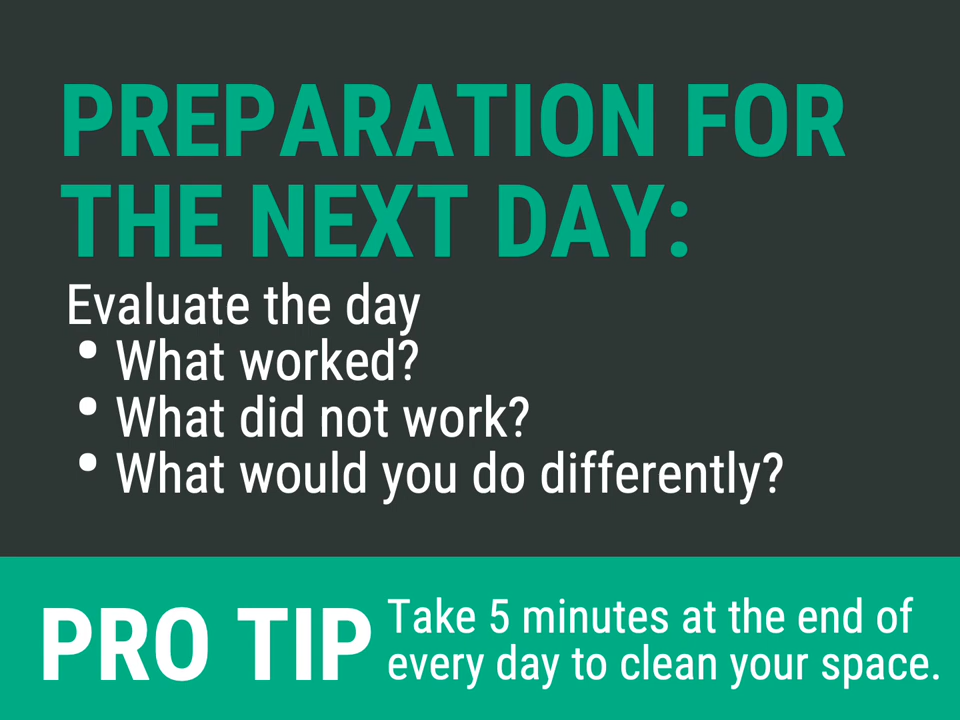 PREPARATION FOR
THE NEXT DAY:
Evaluate the day
• What worked?
• What did not work?
• What would you do differently?
PRO TIP
Take 5 minutes at the end of
every day to clean your space.